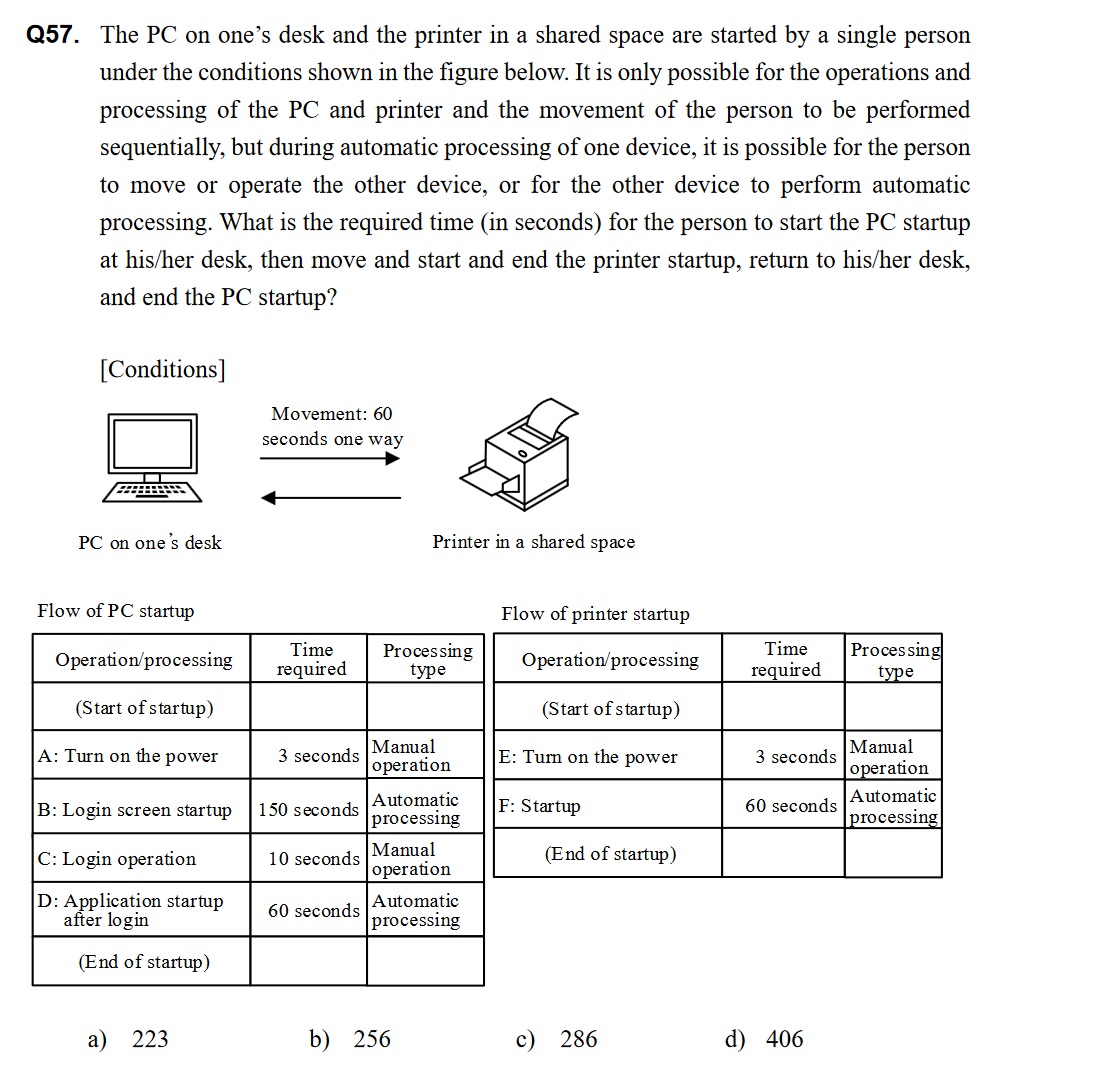 Q57. The PC on one's desk and the printer in a shared space are started by a single person
under the conditions shown in the figure below. It is only possible for the operations and
processing of the PC and printer and the movement of the person to be performed
sequentially, but during automatic processing of one device, it is possible for the person
to move or operate the other device, or for the other device to perform automatic
processing. What is the required time (in seconds) for the person to start the PC startup
at his/her desk, then move and start and end the printer startup, return to his/her desk,
and end the PC startup?
[Conditions]
Movement: 60
seconds one way
PC on one's desk
Printer in a shared space
Flow of PC startup
Operation/processing
Time
required
Processing
type
(Start of startup)
A: Turn on the power
3 seconds
Manual
operation
B: Login screen startup
150 seconds
Automatic
processing
C: Login operation
10 seconds
Manual
operation
D: Application startup
after login
60 seconds
Automatic
processing
(End of startup)
Flow of printer startup
Operation/processing
Time
required
Processing
type
(Start of startup)
E: Turn on the power
3 seconds
Manual
operation
F: Startup
60 seconds
Automatic
processing
(End of startup)
a) 223 b) 256 c) 286 d) 406